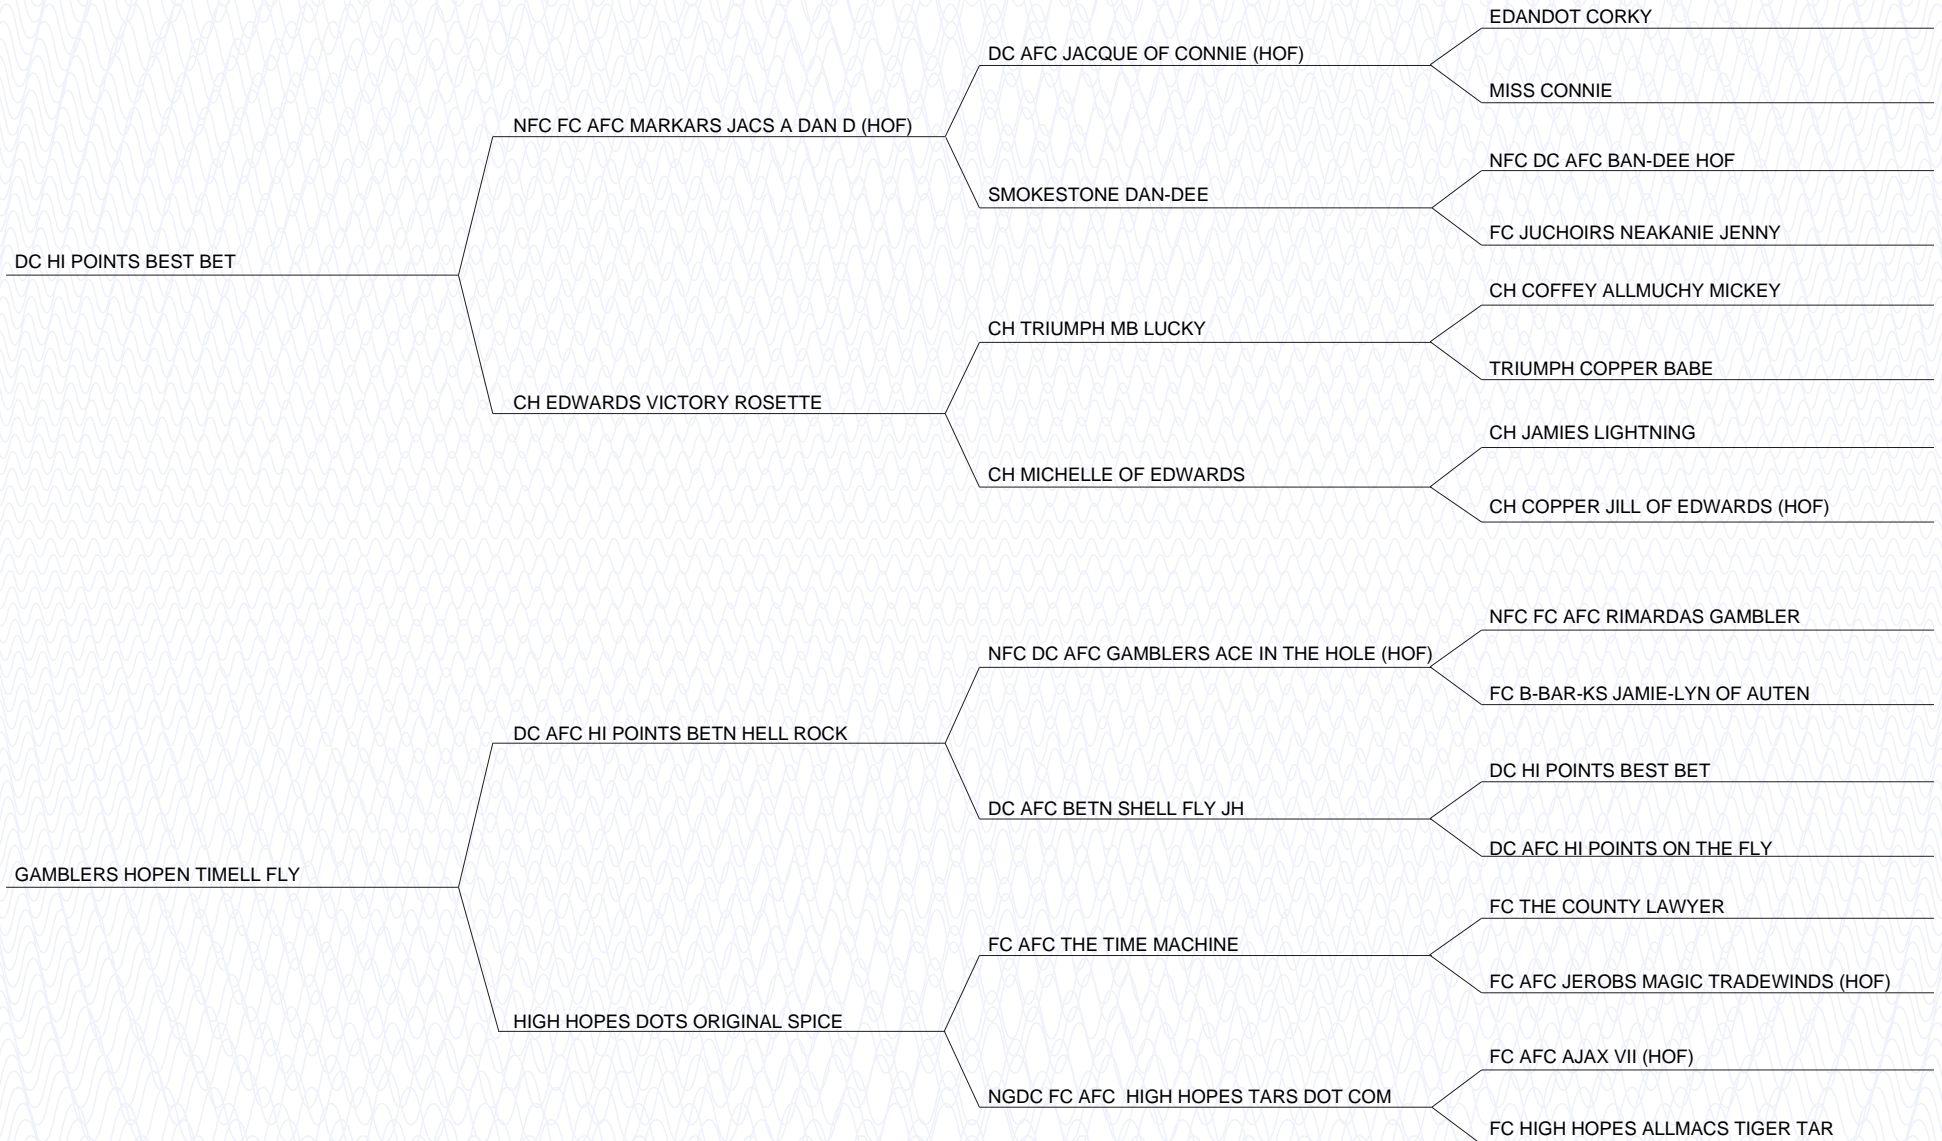 EDANDOT CORKY
DC AFC JACQUE OF CONNIE (HOF)
MISS CONNIE
NFC FC AFC MARKARS JACS A DAN D (HOF)
NFC DC AFC BAN-DEE HOF
SMOKESTONE DAN-DEE
FC JUCHOIRS NEAKANIE JENNY
DC HI POINTS BEST BET
CH COFFEY ALLMUCHY MICKEY
CH TRIUMPH MB LUCKY
TRIUMPH COPPER BABE
CH EDWARDS VICTORY ROSETTE
CH JAMIES LIGHTNING
CH MICHELLE OF EDWARDS
CH COPPER JILL OF EDWARDS (HOF)
NFC FC AFC RIMARDAS GAMBLER
NFC DC AFC GAMBLERS ACE IN THE HOLE (HOF)
FC B-BAR-KS JAMIE-LYN OF AUTEN
DC AFC HI POINTS BETN HELL ROCK
DC HI POINTS BEST BET
DC AFC BETN SHELL FLY JH
DC AFC HI POINTS ON THE FLY
GAMBLERS HOPEN TIMELL FLY
FC THE COUNTY LAWYER
FC AFC THE TIME MACHINE
FC AFC JEROBS MAGIC TRADEWINDS (HOF)
HIGH HOPES DOTS ORIGINAL SPICE
FC AFC AJAX VII (HOF)
NGDC FC AFC  HIGH HOPES TARS DOT COM
FC HIGH HOPES ALLMACS TIGER TAR